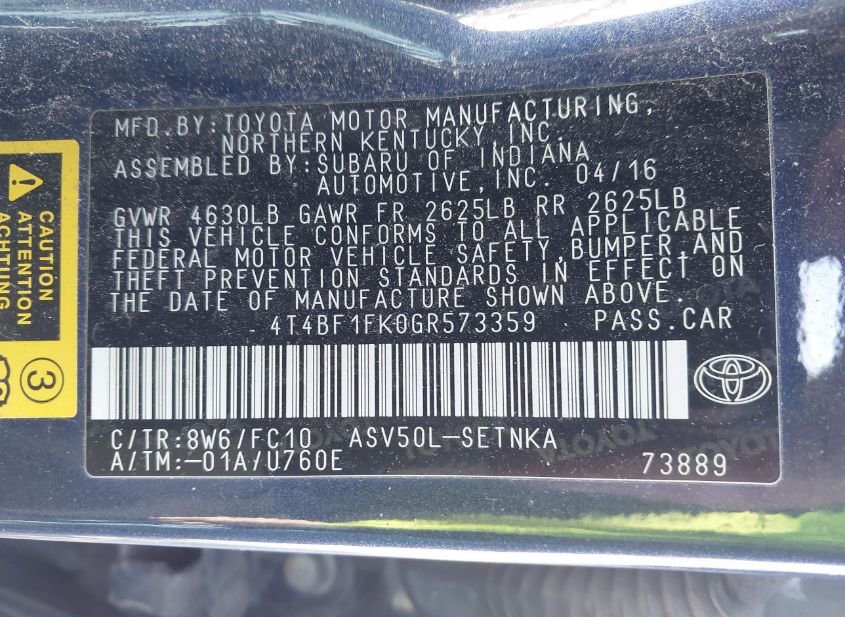 MFD.BY:TOYOTA MOTOR MANUFACTURING,
NORTHERN KENTUCKY, INC.
ASSEMBLED BY:SUBARU OF INDIANA
AUTOMOTIVE,INC. 04/16
GVWR 4630LB GAWR FR 2625LB RR 2625LB
THIS VEHICLE CONFORMS TO ALL APPLICABLE
FEDERAL MOTOR VEHICLE SAFETY,BUMPER,AND
THEFT PREVENTION STANDARDS IN EFFECT ON
THE DATE OF MANUFACTURE SHOWN ABOVE.
4T4BF1FK0GR573359 PASS.CAR
C/TR:8W6/FC10 ASV50L-SETNKA
A/TM:-01A/U760E 73889
CAUTION
ATTENTION
ACHTUNG
3